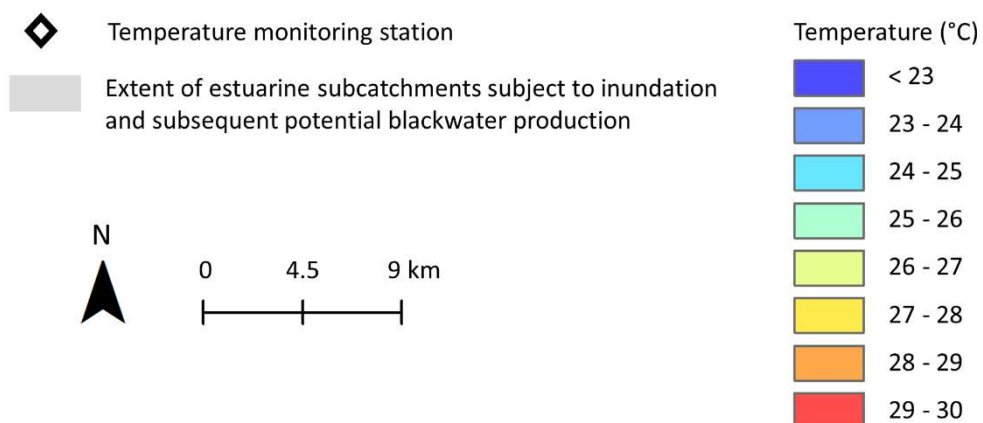 Temperature monitoring station
Extent of estuarine subcatchments subject to inundation
and subsequent potential blackwater production
N
0 4.5 9 km
Temperature (°C)
< 23
23 - 24
24 - 25
25 - 26
26 - 27
27 - 28
28 - 29
29 - 30